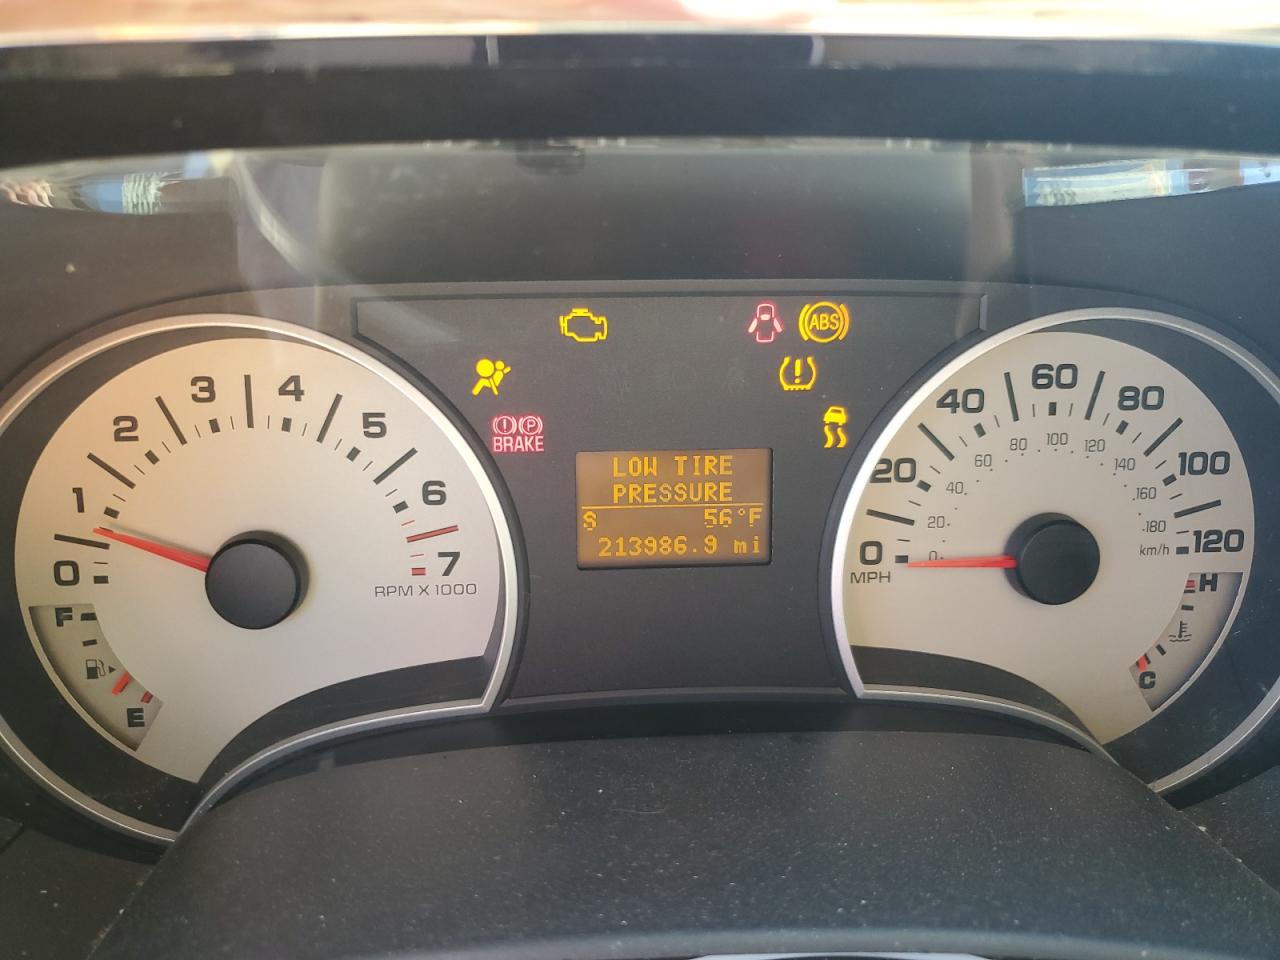 0
1
2
3
4
5
6
7
RPM X 1000
F
E
ABS
!
! P
BRAKE
LOW TIRE
PRESSURE
S 56°F
213986.9 mi
0
20
40
60
80
100
120
MPH
0
20
40
60
80
100
120
140
160
180
km/h
H
C